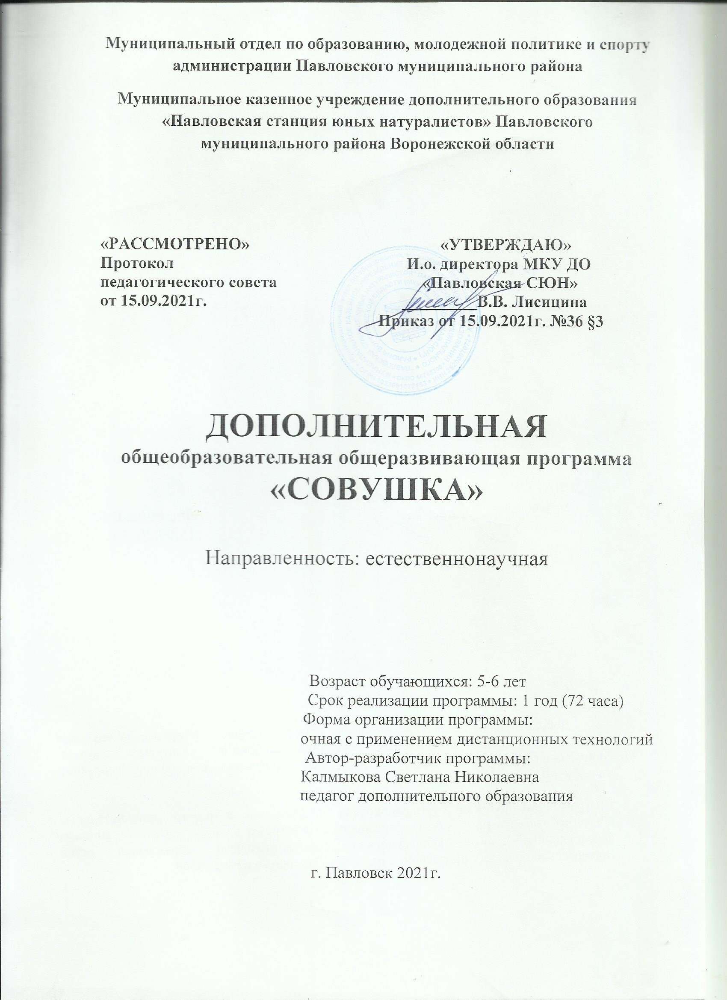 Муниципальный отдел по образованию, молодежной политике и спорту
администрации Павловского муниципального района
Муниципальное казенное учреждение дополнительного образования
«Павловская станция юных натуралистов» Павловского
муниципального района Воронежской области
«РАССМОТРЕНО»
Протокол
педагогического совета
от 15.09.2021г.
«УТВЕРЖДАЮ»
И.о. директора МКУ ДО
«Павловская СЮН»
В.В. Лисицина
Приказ от 15.09.2021г. №36 §3
ДОПОЛНИТЕЛЬНАЯ
общеобразовательная общеразвивающая программа
«СОВУШКА»
Направленность: естественнонаучная
Возраст обучающихся: 5-6 лет
Срок реализации программы: 1 год (72 часа)
Форма организации программы:
очная с применением дистанционных технологий
Автор-разработчик программы:
Калмыкова Светлана Николаевна
педагог дополнительного образования
г. Павловск 2021г.